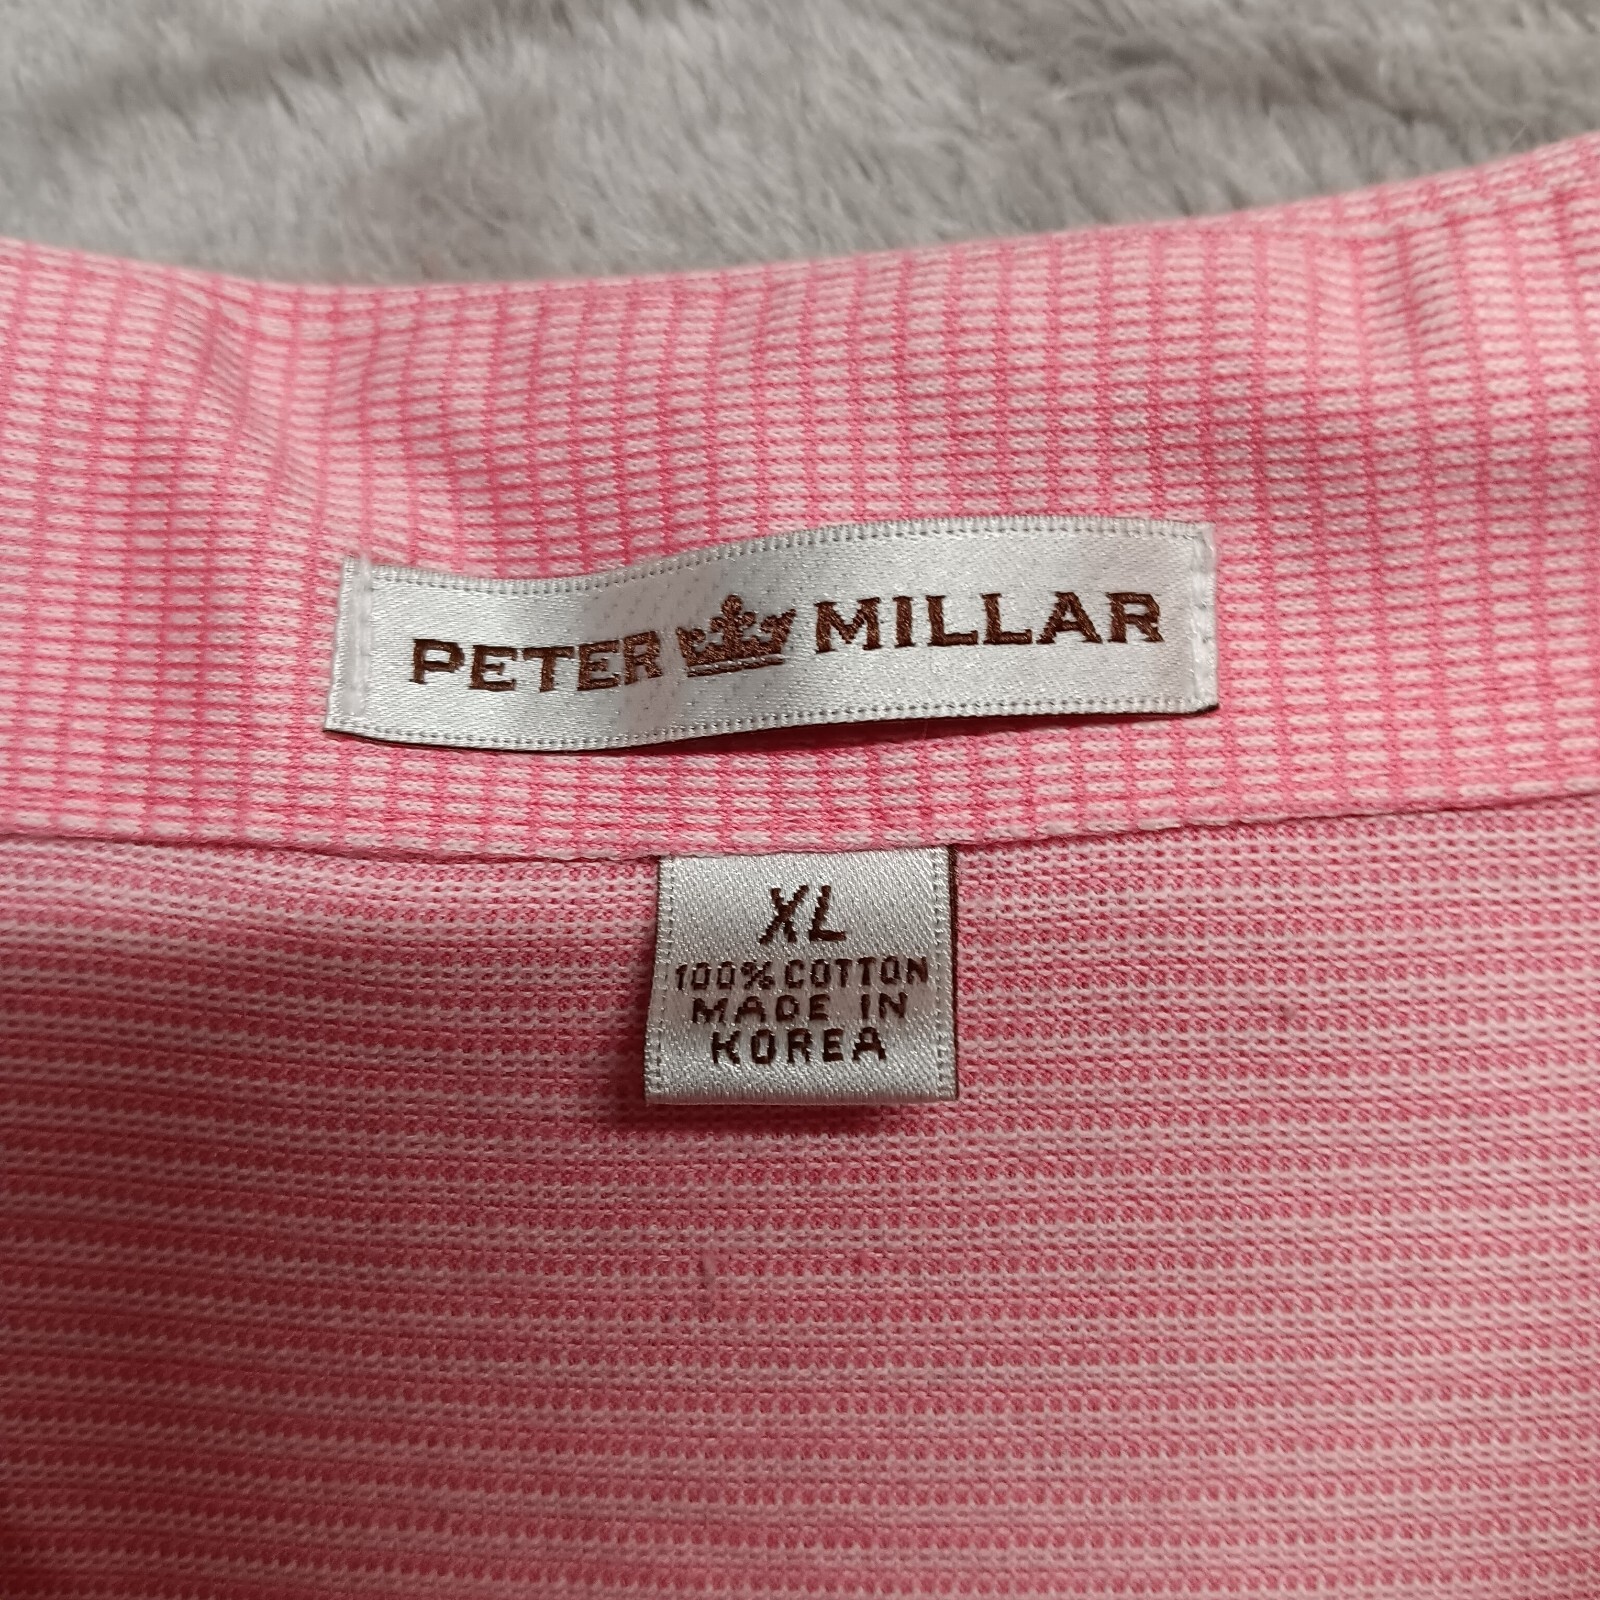 PETER MILLAR
XL
100% COTTON
MADE IN
KOREA